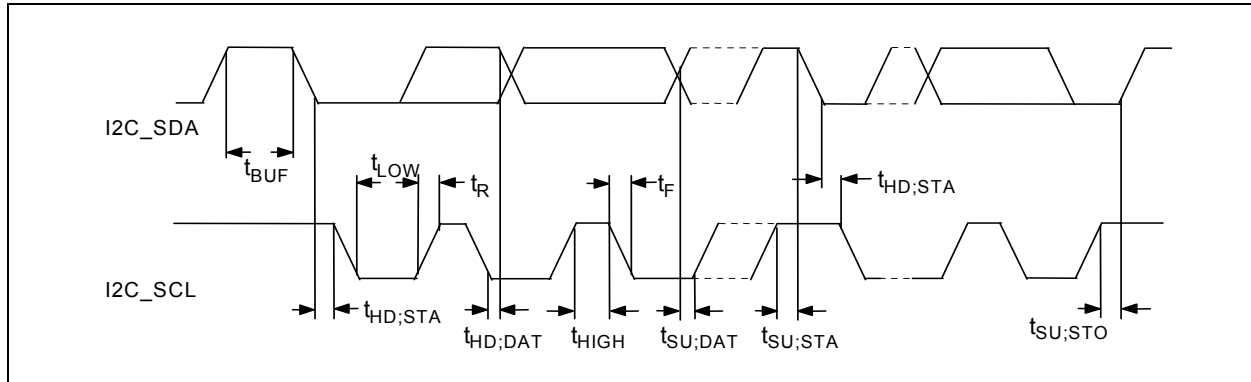 I2C_SDA
tBUF
tLOW
tR
tF
tHD;STA
I2C_SCL
tHD;STA
tHD;DAT
tHIGH
tSU;DAT
tSU;STA
tSU;STO